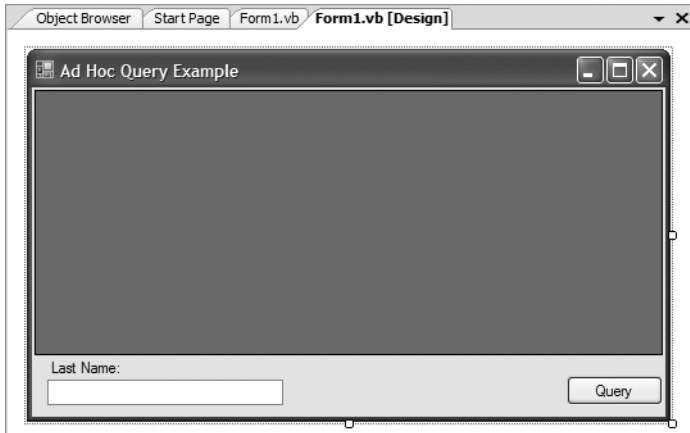 Object Browser Start Page Form1.vb Form1.vb [Design]
Ad Hoc Query Example
Last Name:
Query